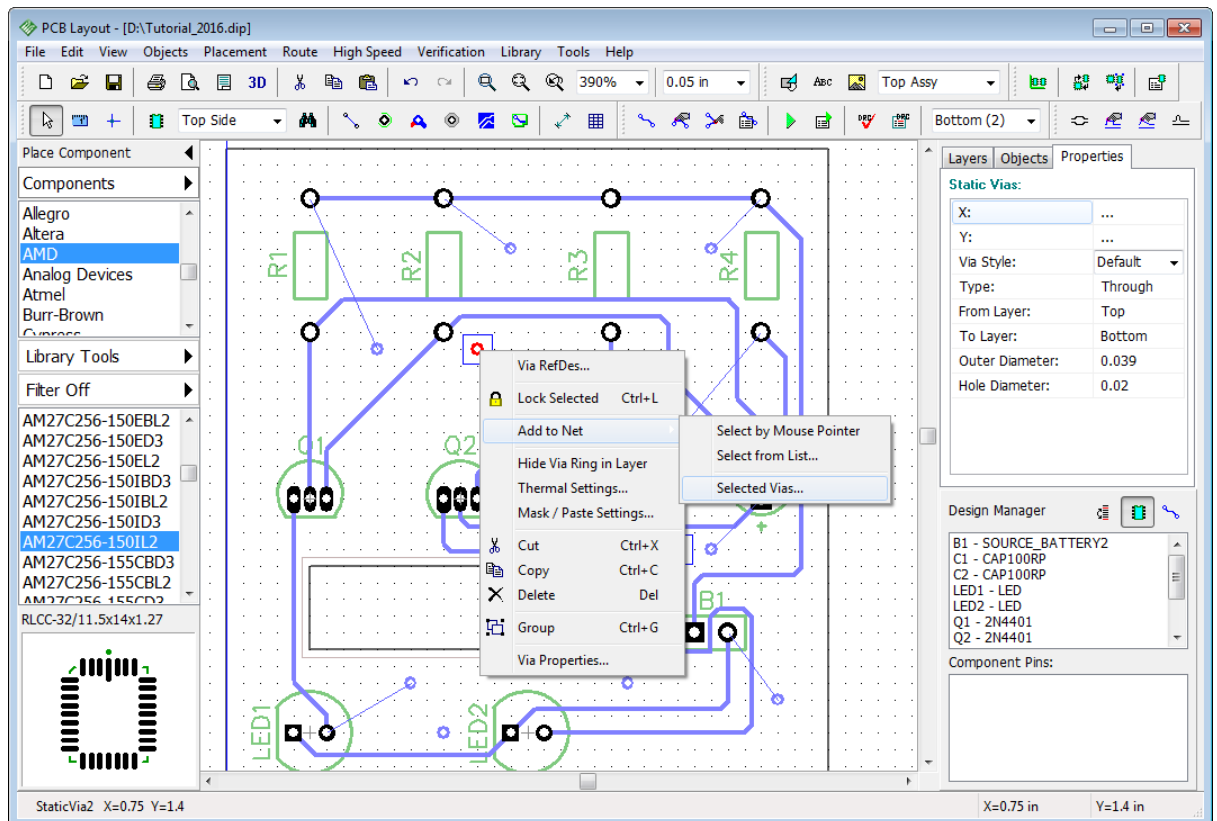 PCB Layout - [D:\Tutorial_2016.dip]
File Edit View Objects Placement Route High Speed Verification Library Tools Help
3D 390% 0.05 in ABC Top Assy
Top Side DRC DRC Bottom (2)
Place Component
Components
Allegro
Altera
AMD
Analog Devices
Atmel
Burr-Brown
Cypress
Library Tools
Filter Off
AM27C256-150EBL2
AM27C256-150ED3
AM27C256-150EL2
AM27C256-150IBD3
AM27C256-150IBL2
AM27C256-150ID3
AM27C256-150IL2
AM27C256-155CBD3
AM27C256-155CBL2
AM27C256-155CD3
RLCC-32/11.5x14x1.27
R1 R2 R3 R4
Q1 Q2
+
B1
LED1 LED2
Via RefDes...
Lock Selected Ctrl+L
Add to Net
Hide Via Ring in Layer
Thermal Settings...
Mask / Paste Settings...
Cut Ctrl+X
Copy Ctrl+C
Delete Del
Group Ctrl+G
Via Properties...
Select by Mouse Pointer
Select from List...
Selected Vias...
Layers Objects Properties
Static Vias:
X: ...
Y: ...
Via Style: Default
Type: Through
From Layer: Top
To Layer: Bottom
Outer Diameter: 0.039
Hole Diameter: 0.02
Design Manager
B1 - SOURCE_BATTERY2
C1 - CAP100RP
C2 - CAP100RP
LED1 - LED
LED2 - LED
Q1 - 2N4401
Q2 - 2N4401
Component Pins:
StaticVia2 X=0.75 Y=1.4
X=0.75 in Y=1.4 in